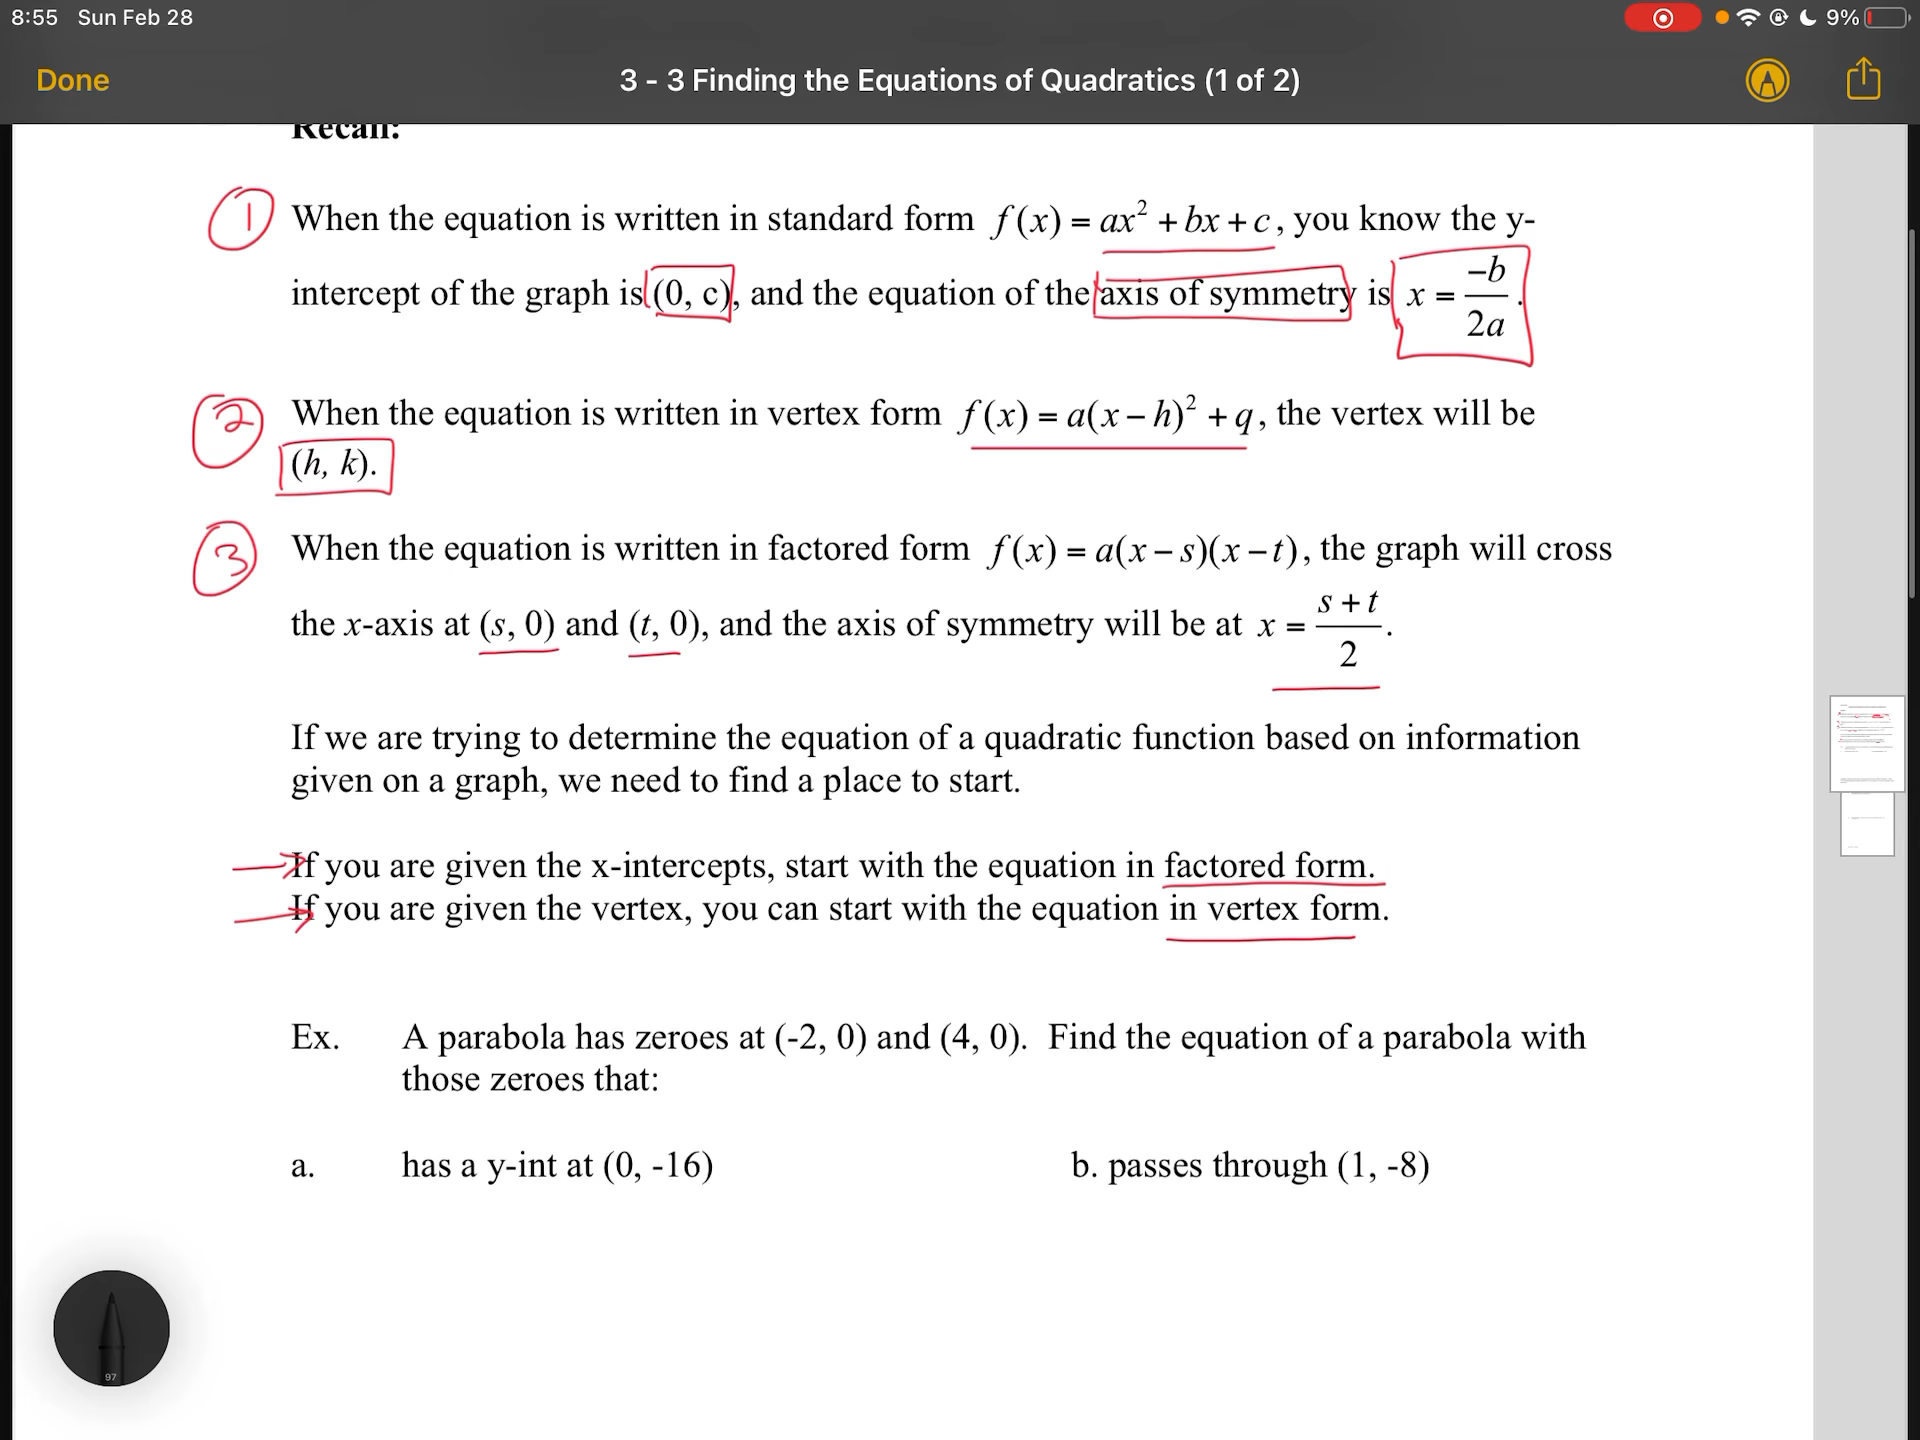 8:55 Sun Feb 28
9%
Done
3 - 3 Finding the Equations of Quadratics (1 of 2)
Recall:
1 When the equation is written in standard form f(x) = ax² + bx + c, you know the y-
intercept of the graph is (0, c), and the equation of the axis of symmetry is x = -b/2a.
2 When the equation is written in vertex form f(x) = a(x – h)² + q, the vertex will be
(h, k).
3 When the equation is written in factored form f(x) = a(x – s)(x – t), the graph will cross
the x-axis at (s, 0) and (t, 0), and the axis of symmetry will be at x = s + t/2.
If we are trying to determine the equation of a quadratic function based on information
given on a graph, we need to find a place to start.
If you are given the x-intercepts, start with the equation in factored form.
If you are given the vertex, you can start with the equation in vertex form.
Ex. A parabola has zeroes at (-2, 0) and (4, 0). Find the equation of a parabola with
those zeroes that:
a. has a y-int at (0, -16) b. passes through (1, -8)
97